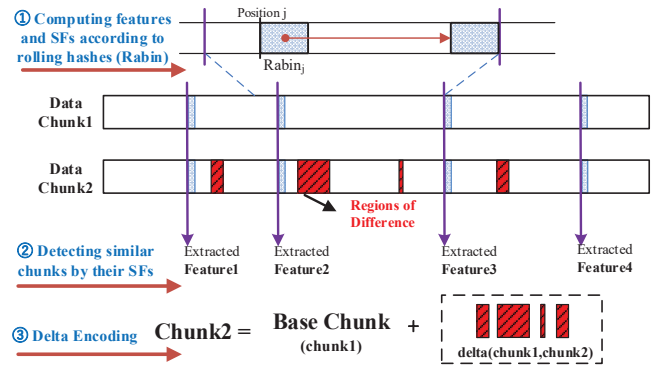 ① Computing features
and SFs according to
rolling hashes (Rabin)
Position j
Rabinj
Data
Chunk1
Data
Chunk2
Regions of
Difference
② Detecting similar
chunks by their SFs
Extracted
Feature1
Extracted
Feature2
Extracted
Feature3
Extracted
Feature4
③ Delta Encoding
Chunk2 = Base Chunk +
(chunk1)
delta(chunk1,chunk2)